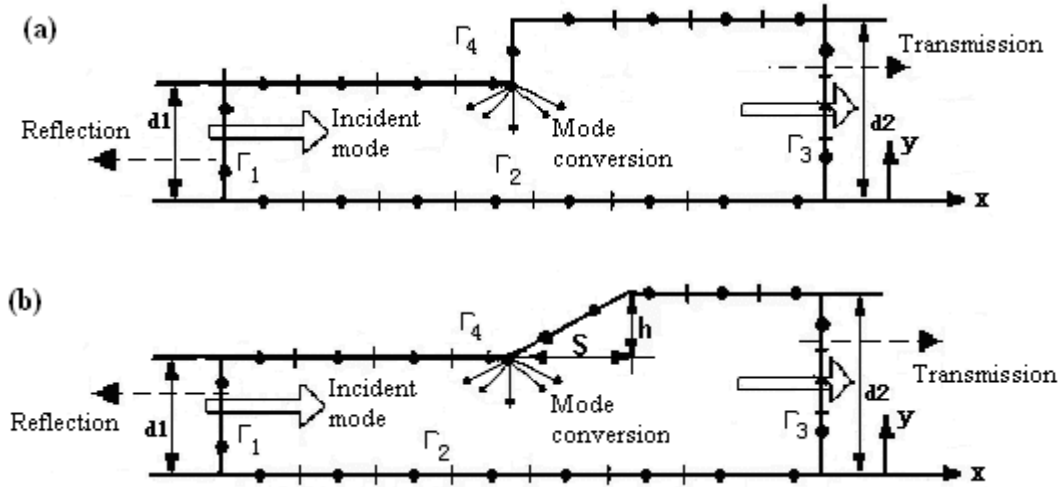 (a)
Γ4
Transmission
d1
Reflection
Incident
mode
Mode
conversion
d2
Γ1
Γ2
Γ3
y
x
(b)
Γ4
h
S
Transmission
d1
Reflection
Incident
mode
Mode
conversion
d2
Γ1
Γ2
Γ3
y
x